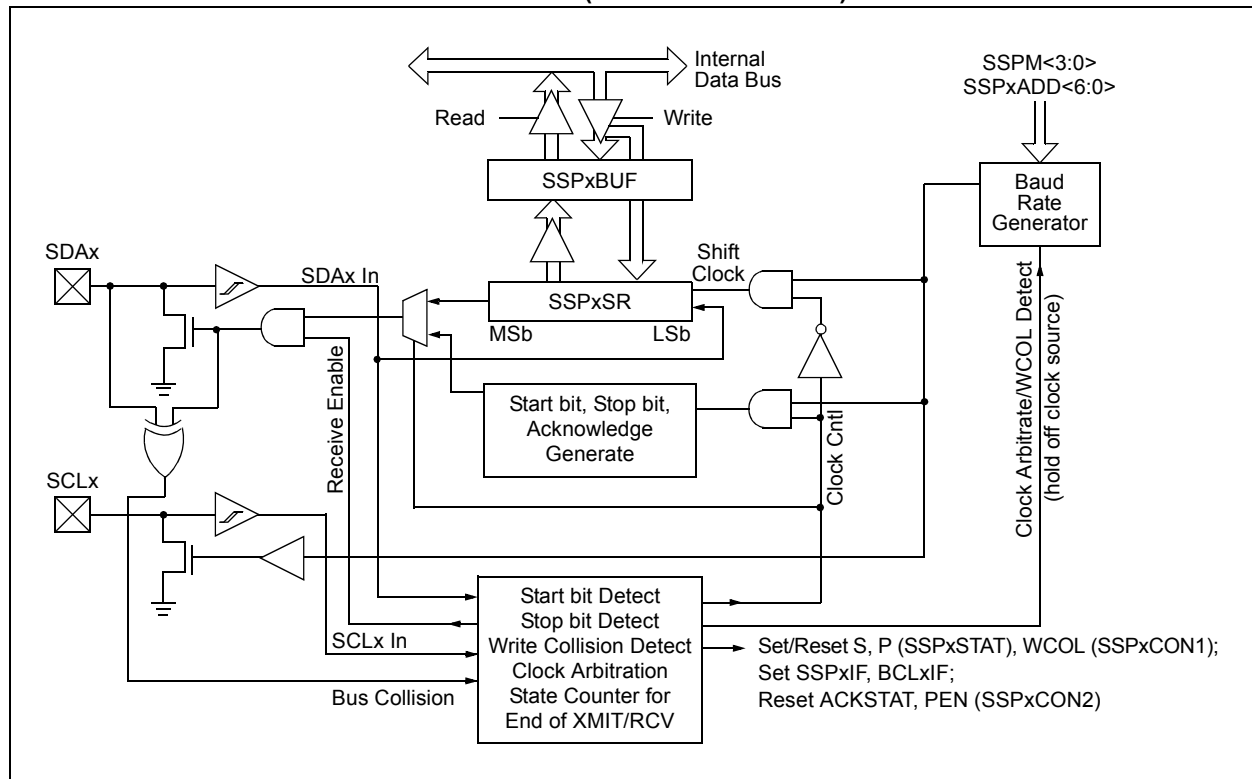 Internal
Data Bus
SSPM<3:0>
SSPxADD<6:0>
Read
Write
SSPxBUF
Baud
Rate
Generator
SDAx
SDAx In
Shift
Clock
SSPxSR
MSb
LSb
Receive Enable
Start bit, Stop bit,
Acknowledge
Generate
Clock Cntl
Clock Arbitrate/WCOL Detect
(hold off clock source)
SCLx
SCLx In
Bus Collision
Start bit Detect
Stop bit Detect
Write Collision Detect
Clock Arbitration
State Counter for
End of XMIT/RCV
Set/Reset S, P (SSPxSTAT), WCOL (SSPxCON1);
Set SSPxIF, BCLxIF;
Reset ACKSTAT, PEN (SSPxCON2)